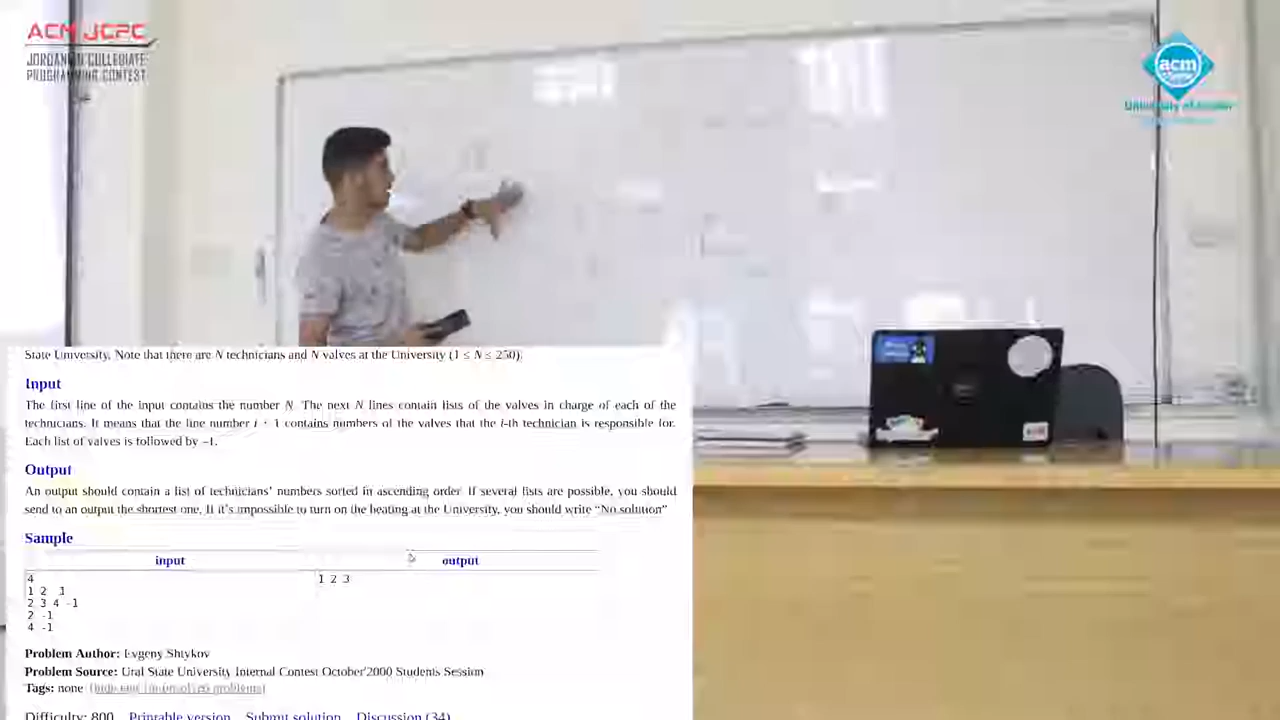 ACM JCPC
JORDANIAN COLLEGIATE
PROGRAMMING CONTEST
acm
State University. Note that there are N technicians and N valves at the University (1 ≤ N ≤ 250).
Input
The first line of the input contains the number N. The next N lines contain lists of the valves in charge of each of the
technicians. It means that the line number i + 1 contains numbers of the valves that the i-th technician is responsible for.
Each list of valves is followed by −1.
Output
An output should contain a list of technicians' numbers sorted in ascending order. If several lists are possible, you should
send to an output the shortest one. If it's impossible to turn on the heating at the University, you should write “No solution”
Sample
input output
4
1 2 -1
2 3 4 -1
2 -1
4 -1
1 2 3
Problem Author: Evgeny Shtykov
Problem Source: Ural State University Internal Contest October'2000 Students Session
Tags: none (hide tags for unsolved problems)
Difficulty: 800 Printable version Submit solution Discussion (34)